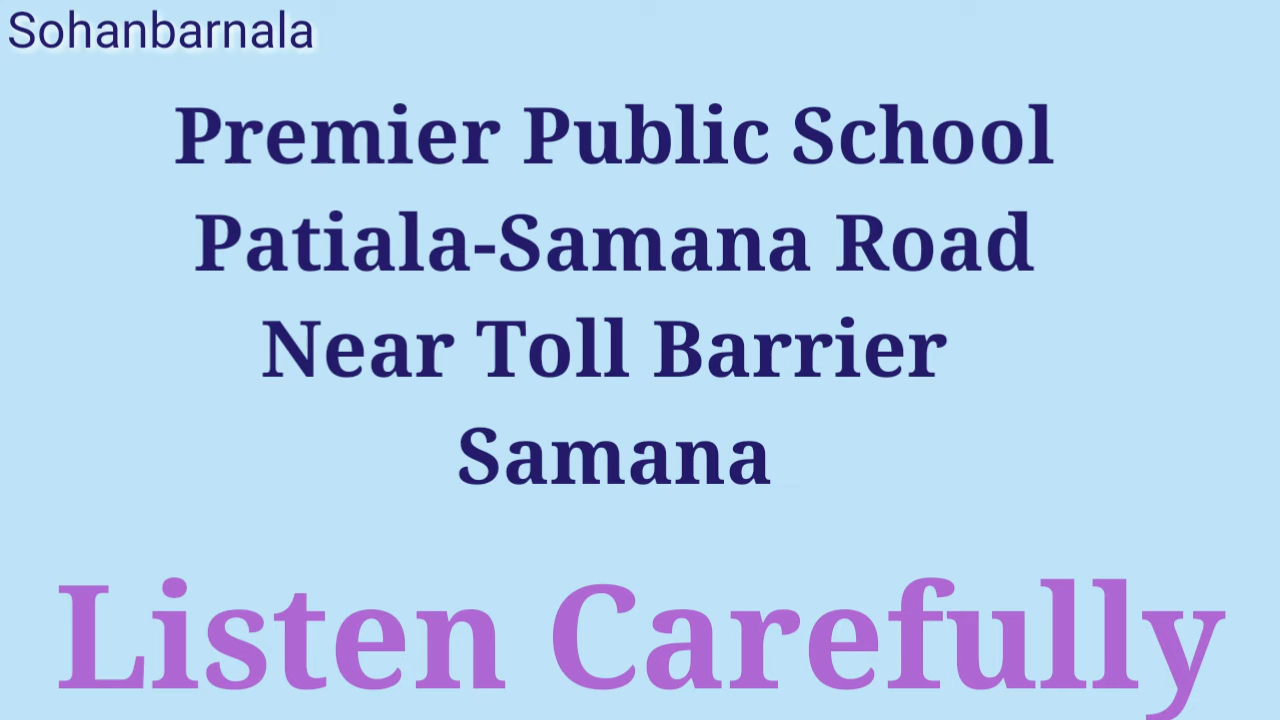 Sohanbarnala
Premier Public School
Patiala-Samana Road
Near Toll Barrier
Samana
Listen Carefully